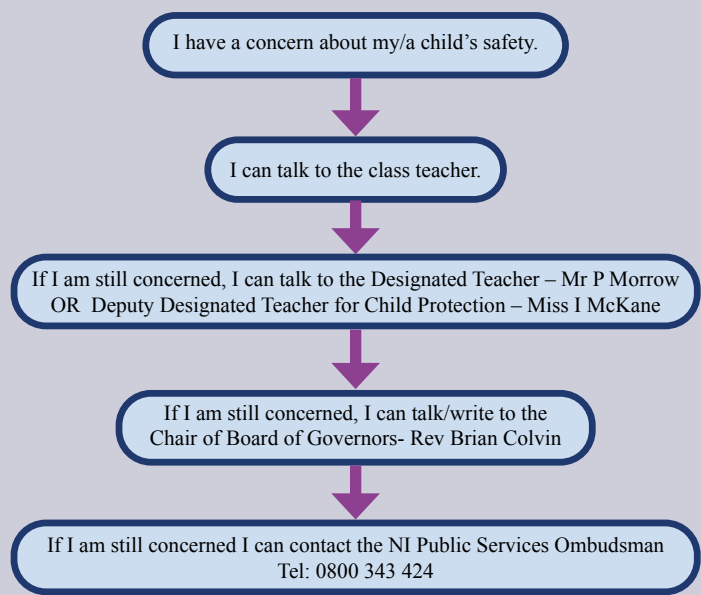 I have a concern about my/a child’s safety.
I can talk to the class teacher.
If I am still concerned, I can talk to the Designated Teacher – Mr P Morrow
OR Deputy Designated Teacher for Child Protection – Miss I McKane
If I am still concerned, I can talk/write to the
Chair of Board of Governors- Rev Brian Colvin
If I am still concerned I can contact the NI Public Services Ombudsman
Tel: 0800 343 424